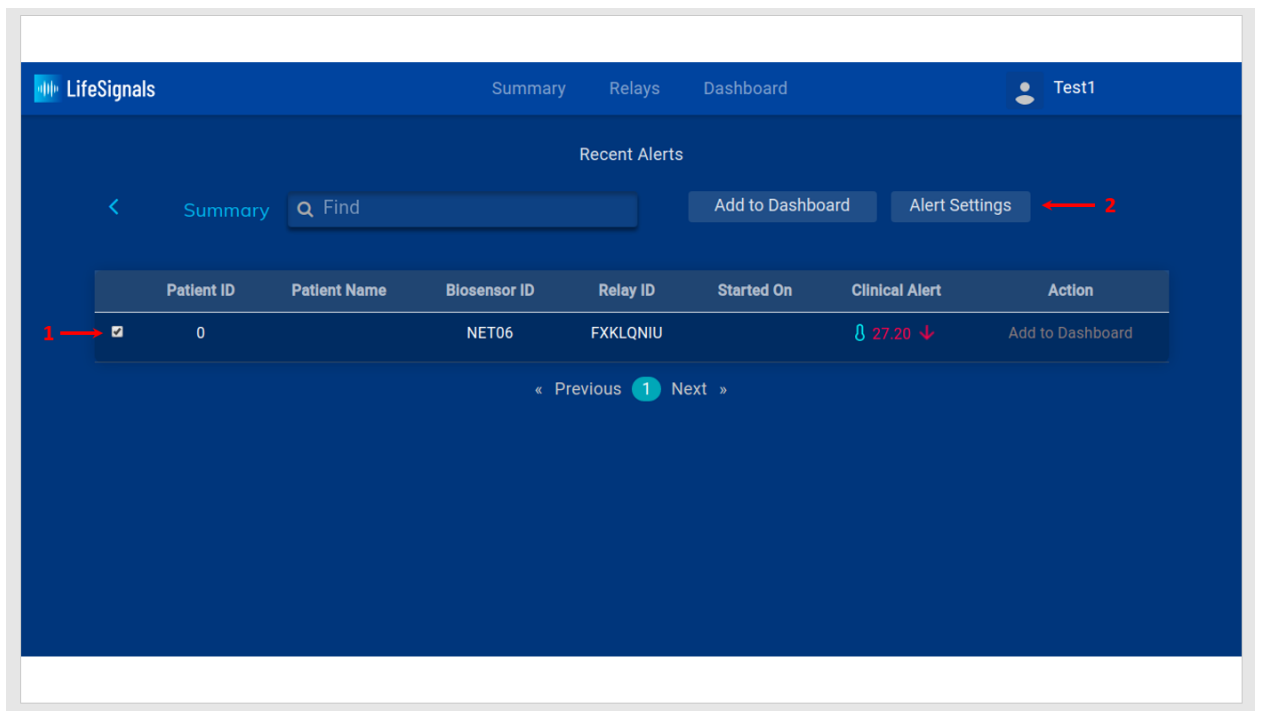 LifeSignals Summary Relays Dashboard Test1
Recent Alerts
Summary Find Add to Dashboard Alert Settings 2
Patient ID Patient Name Biosensor ID Relay ID Started On Clinical Alert Action
1 0 NET06 FXKLQNIU 27.20 Add to Dashboard
« Previous 1 Next »